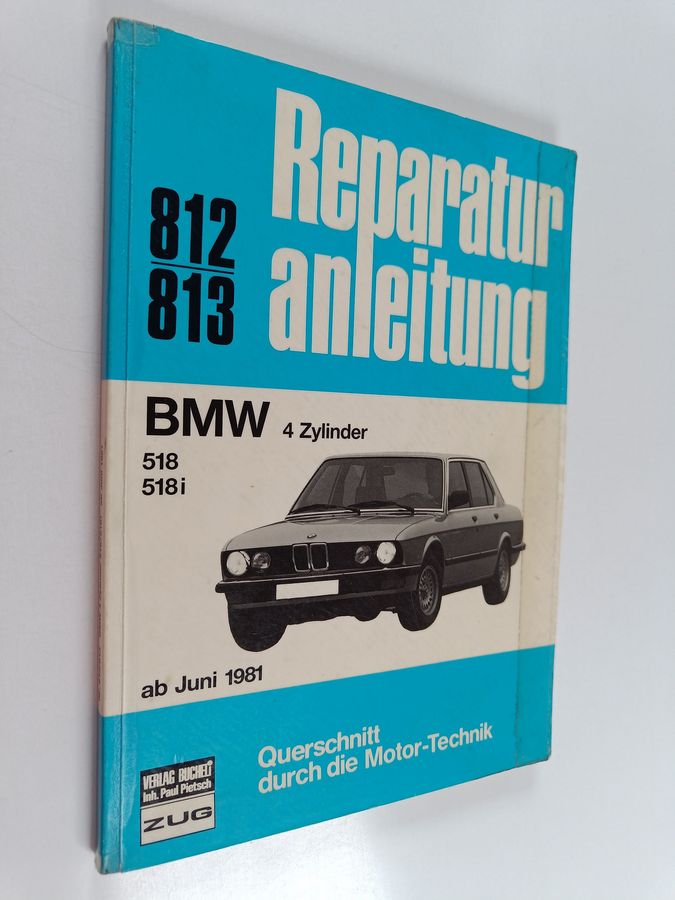 Reparatur
anleitung
812
813
BMW 4 Zylinder
518
518i
ab Juni 1981
Querschnitt
durch die Motor-Technik
VERLAG BUCHELI
Inh. Paul Pietsch
ZUG